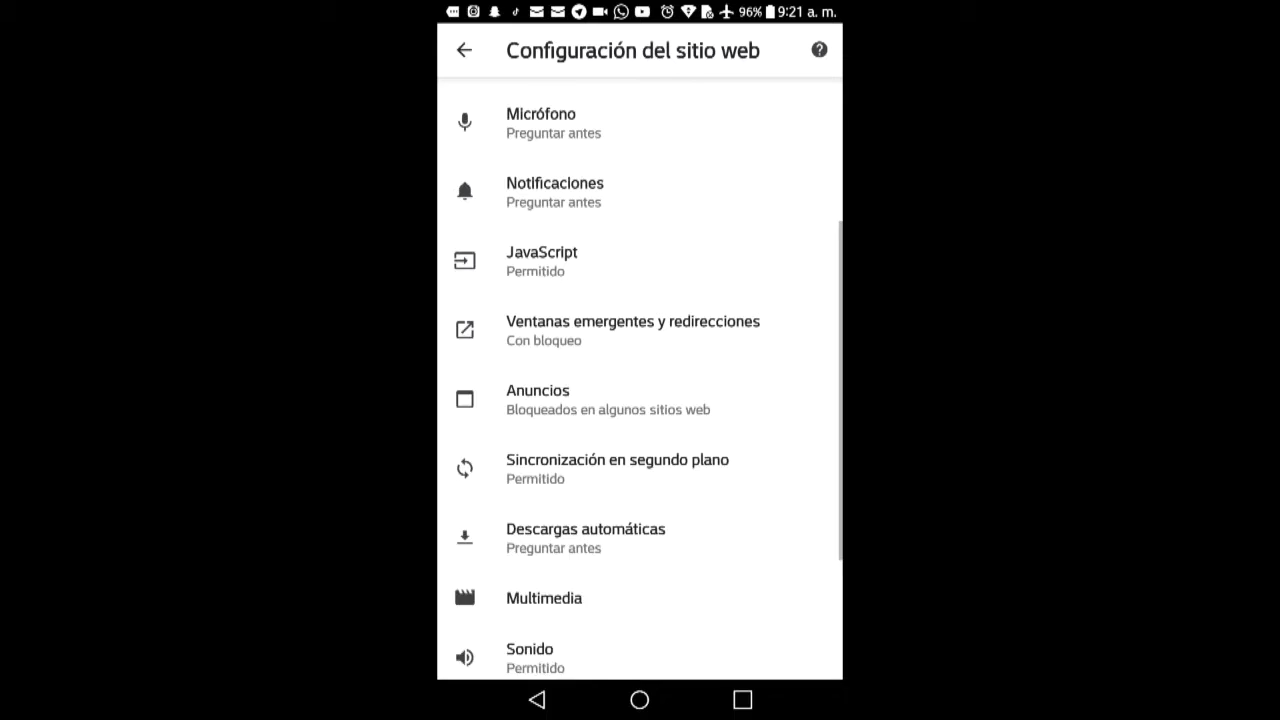 96% 9:21 a. m.
Configuración del sitio web
Micrófono
Preguntar antes
Notificaciones
Preguntar antes
JavaScript
Permitido
Ventanas emergentes y redirecciones
Con bloqueo
Anuncios
Bloqueados en algunos sitios web
Sincronización en segundo plano
Permitido
Descargas automáticas
Preguntar antes
Multimedia
Sonido
Permitido